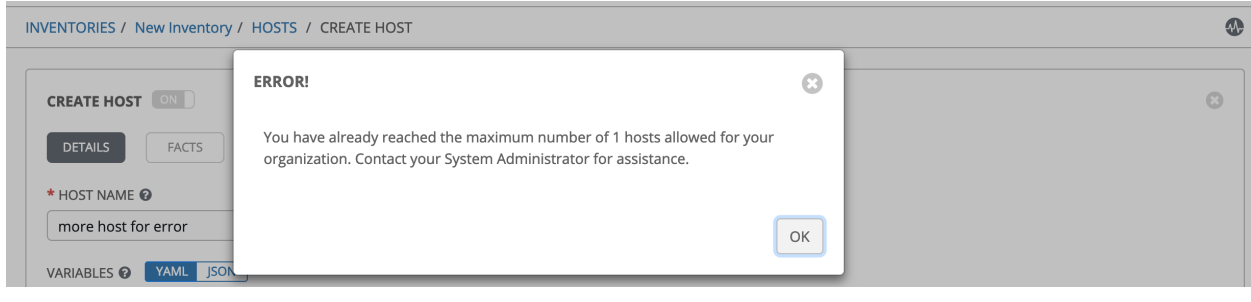 INVENTORIES / New Inventory / HOSTS / CREATE HOST
ERROR!
You have already reached the maximum number of 1 hosts allowed for your
organization. Contact your System Administrator for assistance.
OK
CREATE HOST ON
DETAILS FACTS
* HOST NAME ?
more host for error
VARIABLES ? YAML JSON